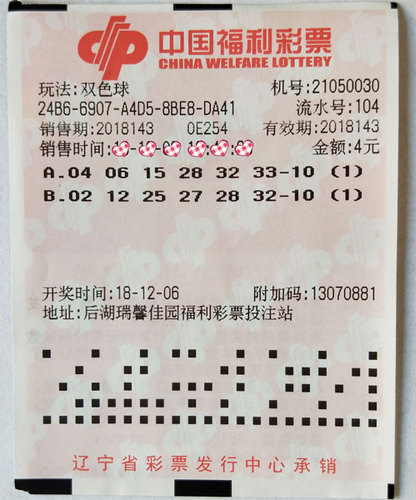 中国福利彩票
CHINA WELFARE LOTTERY
玩法:双色球 机号:21050030
24B6-6907-A4D5-8BE8-DA41 流水号:104
销售期:2018143 0E254 有效期:2018143
销售时间: 金额:4元
A.04 06 15 28 32 33-10 (1)
B.02 12 25 27 28 32-10 (1)
开奖时间:18-12-06 附加码:13070881
地址:后湖瑞馨佳园福利彩票投注站
辽宁省彩票发行中心承销